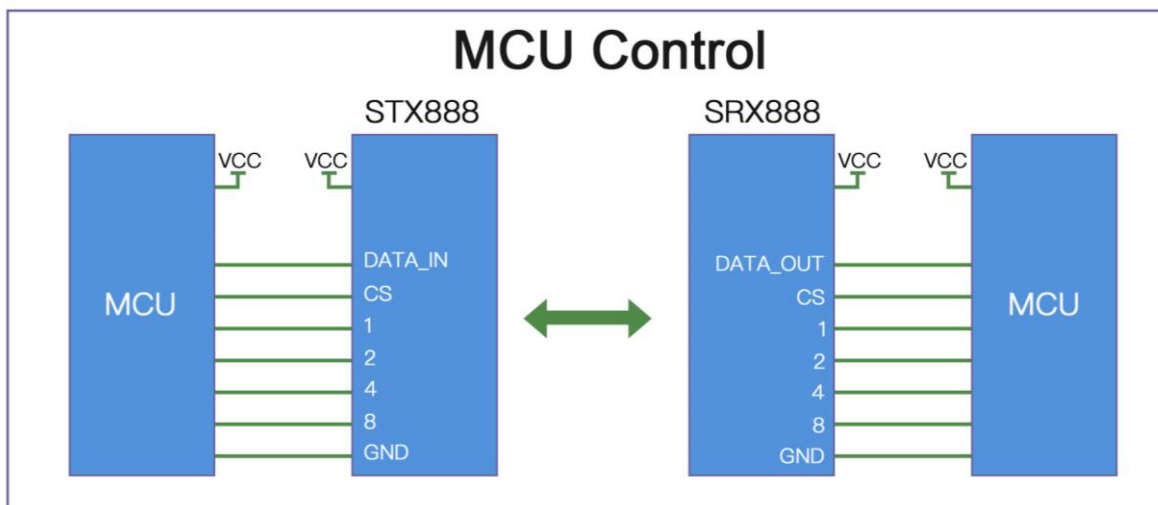 MCU Control
STX888
SRX888
VCC
VCC
VCC
VCC
MCU
DATA_IN
CS
1
2
4
8
GND
DATA_OUT
CS
1
2
4
8
GND
MCU